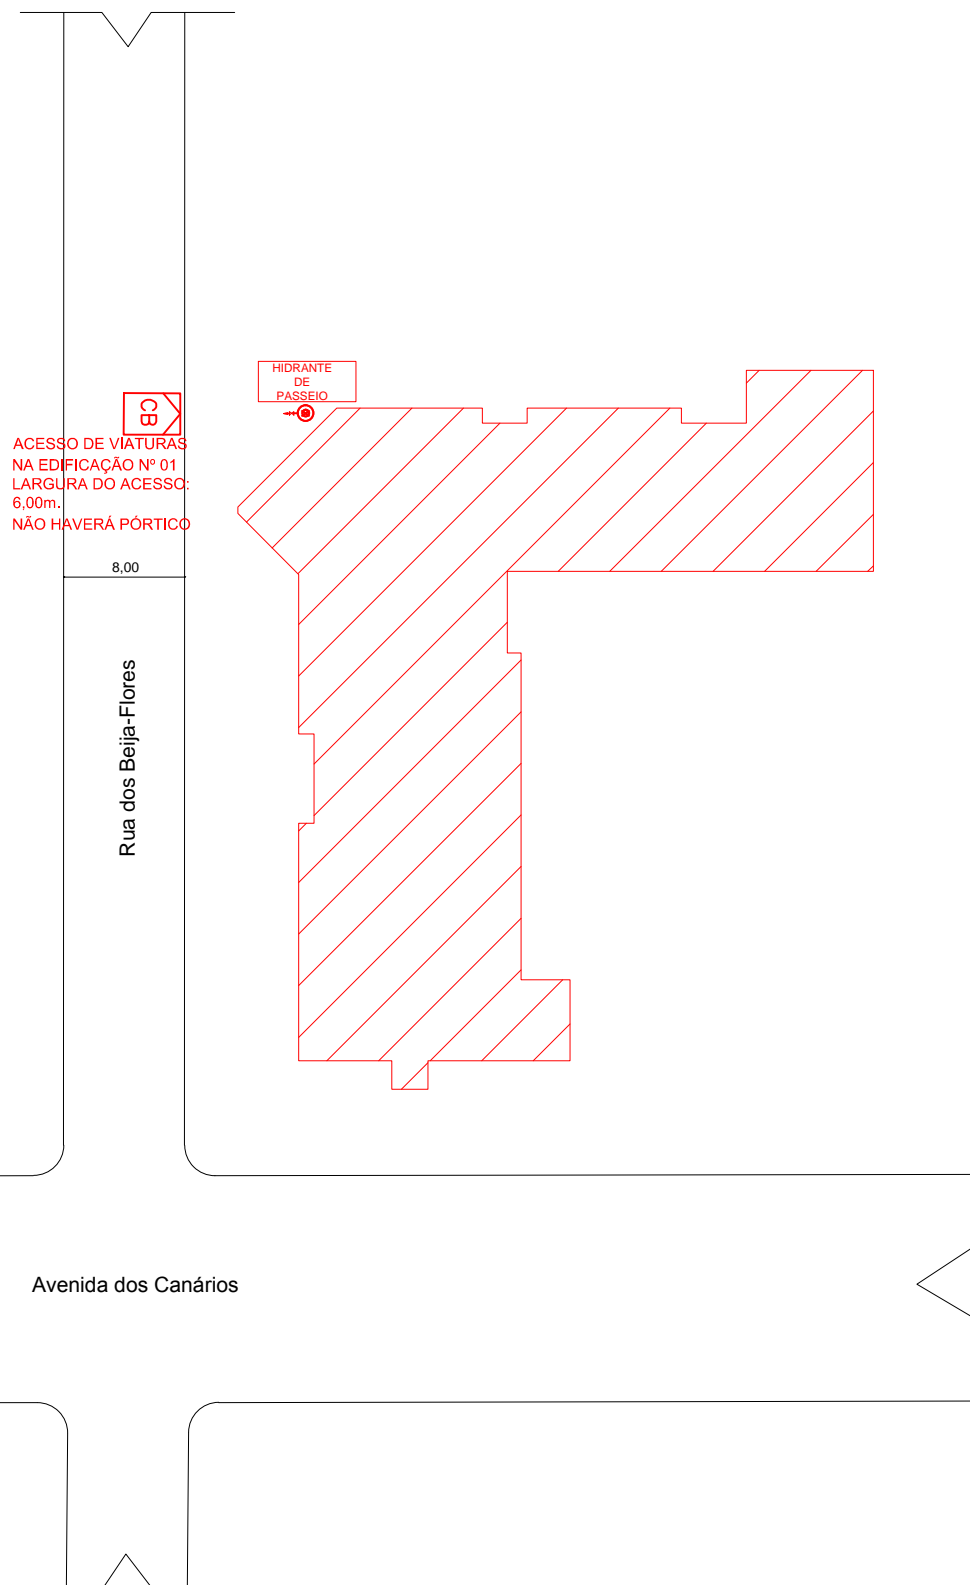 HIDRANTE
DE
PASSEIO
CB
ACESSO DE VIATURAS
NA EDIFICAÇÃO Nº 01
LARGURA DO ACESSO:
6,00m.
NÃO HAVERÁ PÓRTICO
8,00
Rua dos Beija-Flores
Avenida dos Canários